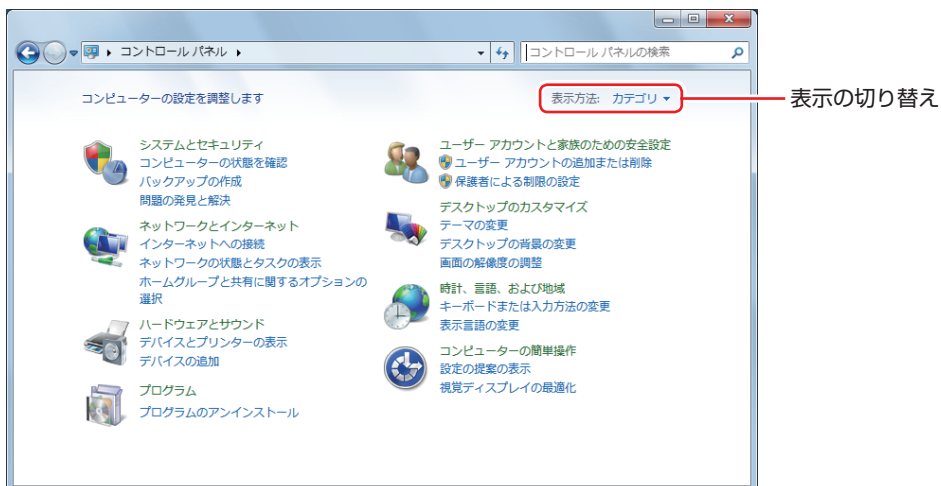 コントロール パネル
コントロール パネルの検索
コンピューターの設定を調整します
表示方法: カテゴリ
表示の切り替え
システムとセキュリティ
コンピューターの状態を確認
バックアップの作成
問題の発見と解決
ネットワークとインターネット
インターネットへの接続
ネットワークの状態とタスクの表示
ホームグループと共有に関するオプションの
選択
ハードウェアとサウンド
デバイスとプリンターの表示
デバイスの追加
プログラム
プログラムのアンインストール
ユーザー アカウントと家族のための安全設定
ユーザー アカウントの追加または削除
保護者による制限の設定
デスクトップのカスタマイズ
テーマの変更
デスクトップの背景の変更
画面の解像度の調整
時計、言語、および地域
キーボードまたは入力方法の変更
表示言語の変更
コンピューターの簡単操作
設定の提案の表示
視覚ディスプレイの最適化